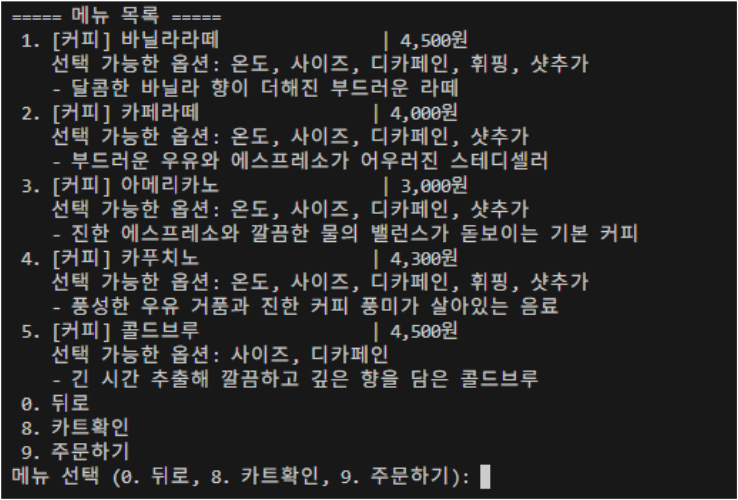 ===== 메뉴 목록 =====
1. [커피] 바닐라라떼 | 4,500원
선택 가능한 옵션: 온도, 사이즈, 디카페인, 휘핑, 샷추가
- 달콤한 바닐라 향이 더해진 부드러운 라떼
2. [커피] 카페라떼 | 4,000원
선택 가능한 옵션: 온도, 사이즈, 디카페인, 샷추가
- 부드러운 우유와 에스프레소가 어우러진 스테디셀러
3. [커피] 아메리카노 | 3,000원
선택 가능한 옵션: 온도, 사이즈, 디카페인, 샷추가
- 진한 에스프레소와 깔끔한 물의 밸런스가 돋보이는 기본 커피
4. [커피] 카푸치노 | 4,300원
선택 가능한 옵션: 온도, 사이즈, 디카페인, 휘핑, 샷추가
- 풍성한 우유 거품과 진한 커피 풍미가 살아있는 음료
5. [커피] 콜드브루 | 4,500원
선택 가능한 옵션: 사이즈, 디카페인
- 긴 시간 추출해 깔끔하고 깊은 향을 담은 콜드브루
0. 뒤로
8. 카트확인
9. 주문하기
메뉴 선택 (0. 뒤로, 8. 카트확인, 9. 주문하기):